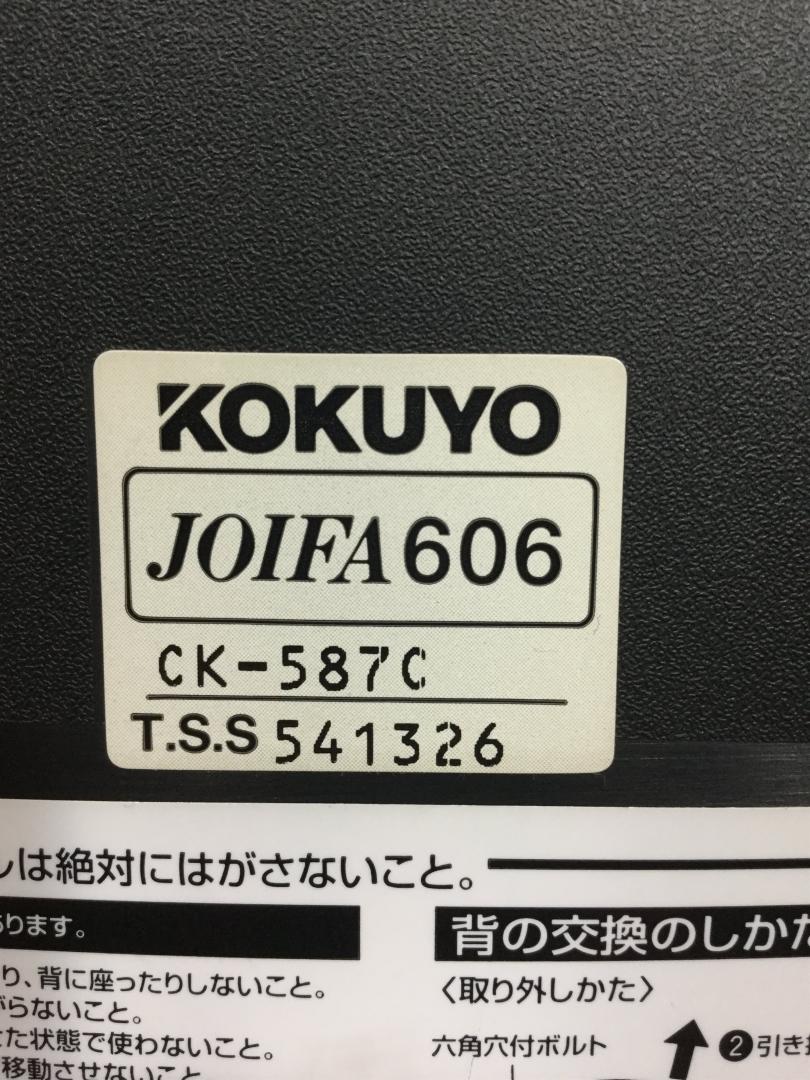 KOKUYO
JOIFA606
CK-587C
T.S.S 541326
は絶対にはがさないこと。
ります。
背の交換のしかた
り、背に座ったりしないこと。
〈取り外しかた〉
がらないこと。
た状態で使わないこと。
六角穴付ボルト
❷引き
移動させないこと